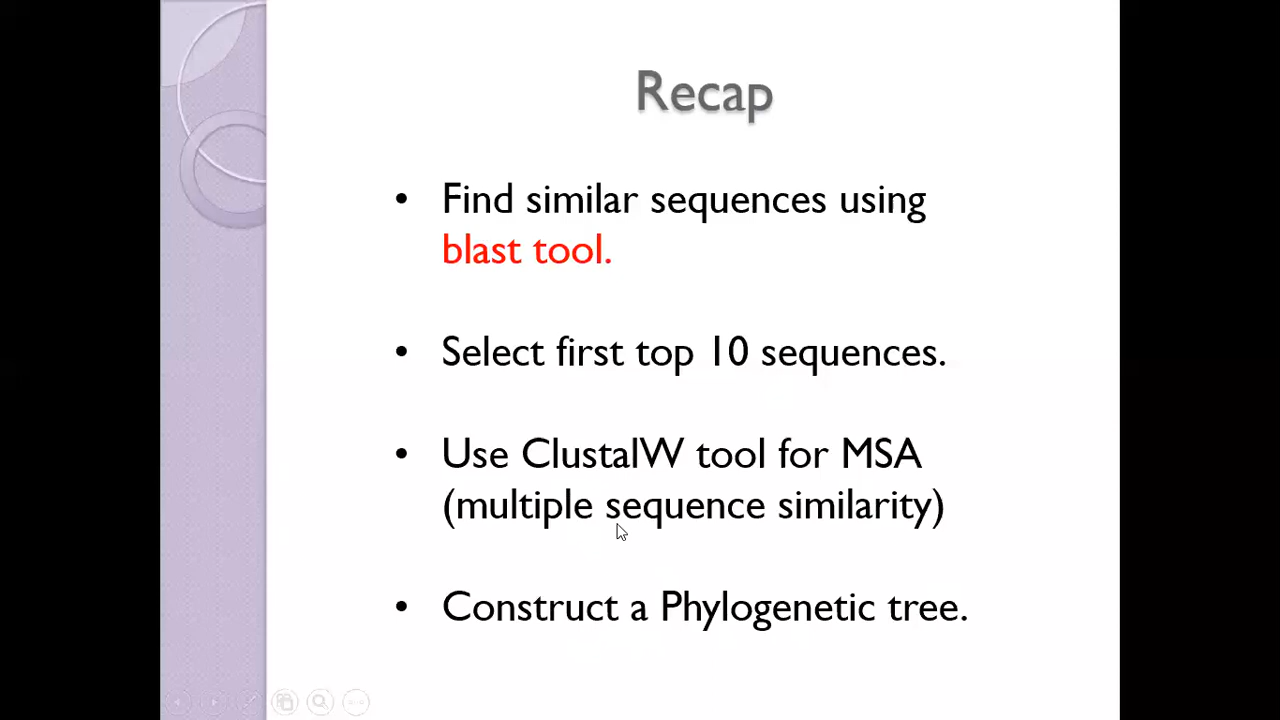 Recap
• Find similar sequences using
blast tool.
• Select first top 10 sequences.
• Use ClustalW tool for MSA
(multiple sequence similarity)
• Construct a Phylogenetic tree.